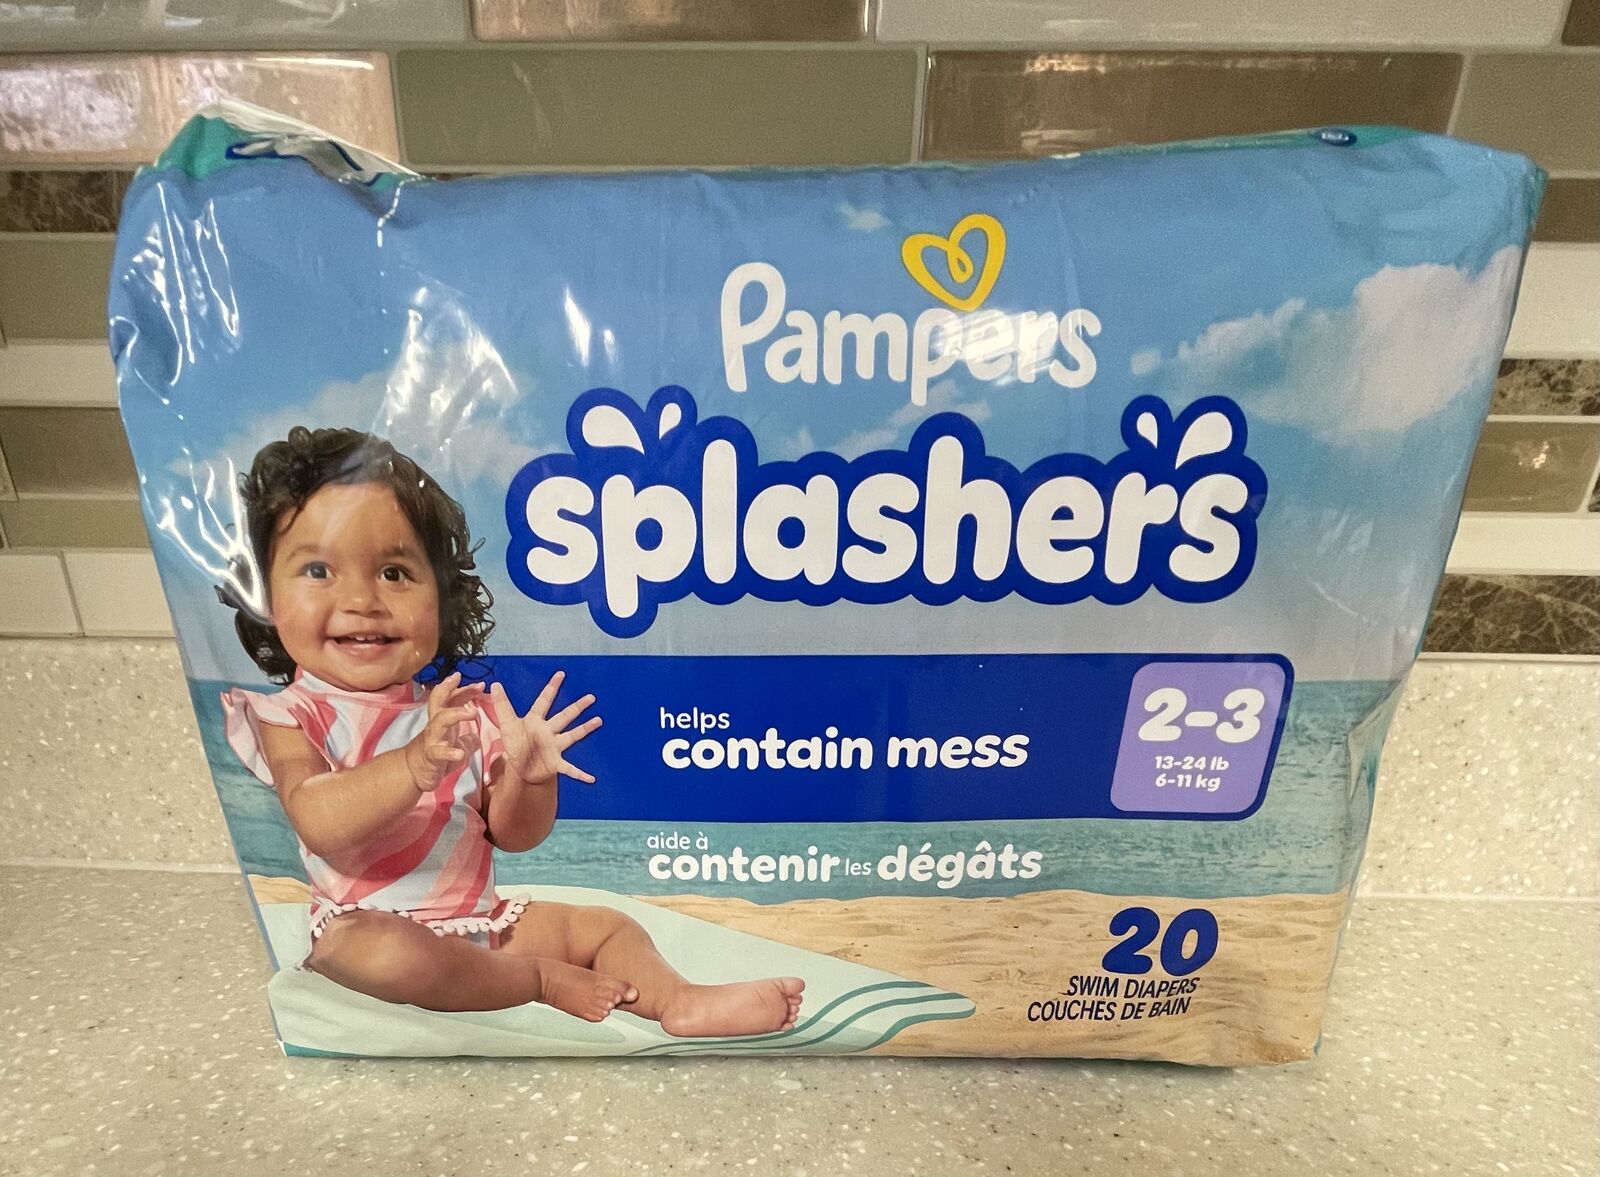 Pampers
splashers
helps
contain mess
2-3
13-24 lb
6-11 kg
aide à
contenir les dégâts
20
SWIM DIAPERS
COUCHES DE BAIN